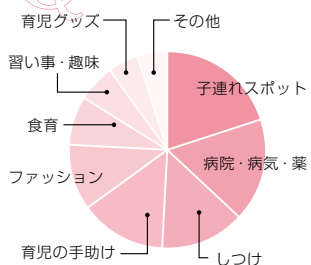 育児グッズ
その他
習い事・趣味
子連れスポット
食育
病院・病気・薬
ファッション
育児の手助け
しつけ